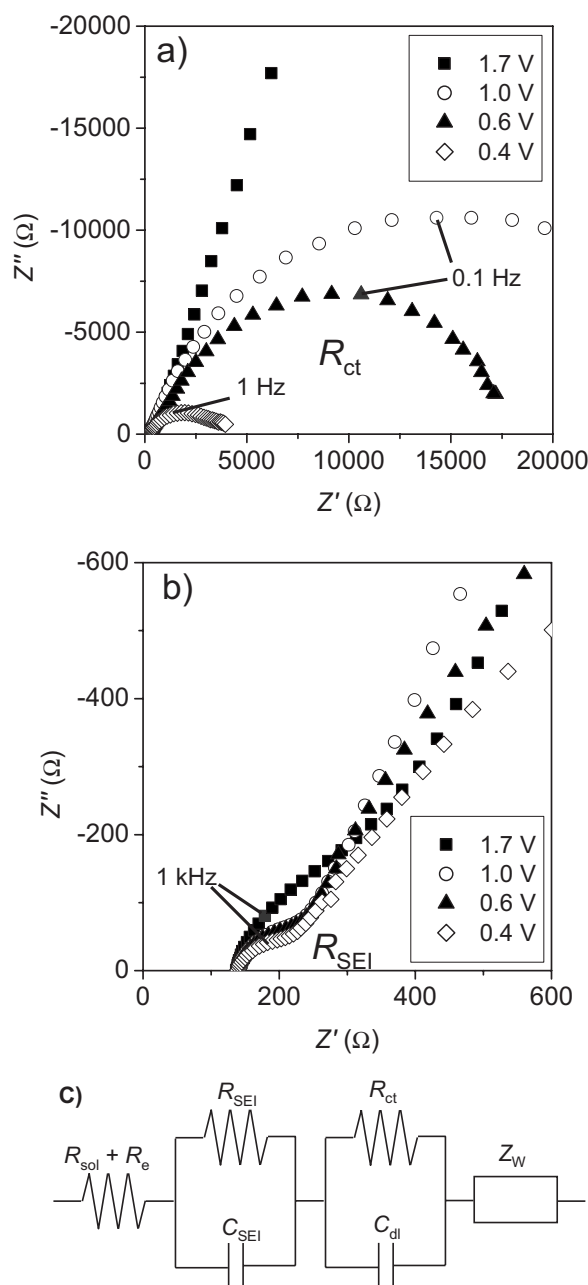 a)
1.7 V
1.0 V
0.6 V
0.4 V
-20000
-15000
-10000
-5000
0
Z'' (Ω)
0.1 Hz
R_ct
1 Hz
0 5000 10000 15000 20000
Z' (Ω)
b)
-600
-400
-200
0
Z'' (Ω)
1 kHz
R_SEI
1.7 V
1.0 V
0.6 V
0.4 V
0 200 400 600
Z' (Ω)
C)
R_SEI
R_ct
R_sol + R_e
Z_W
C_SEI
C_dl